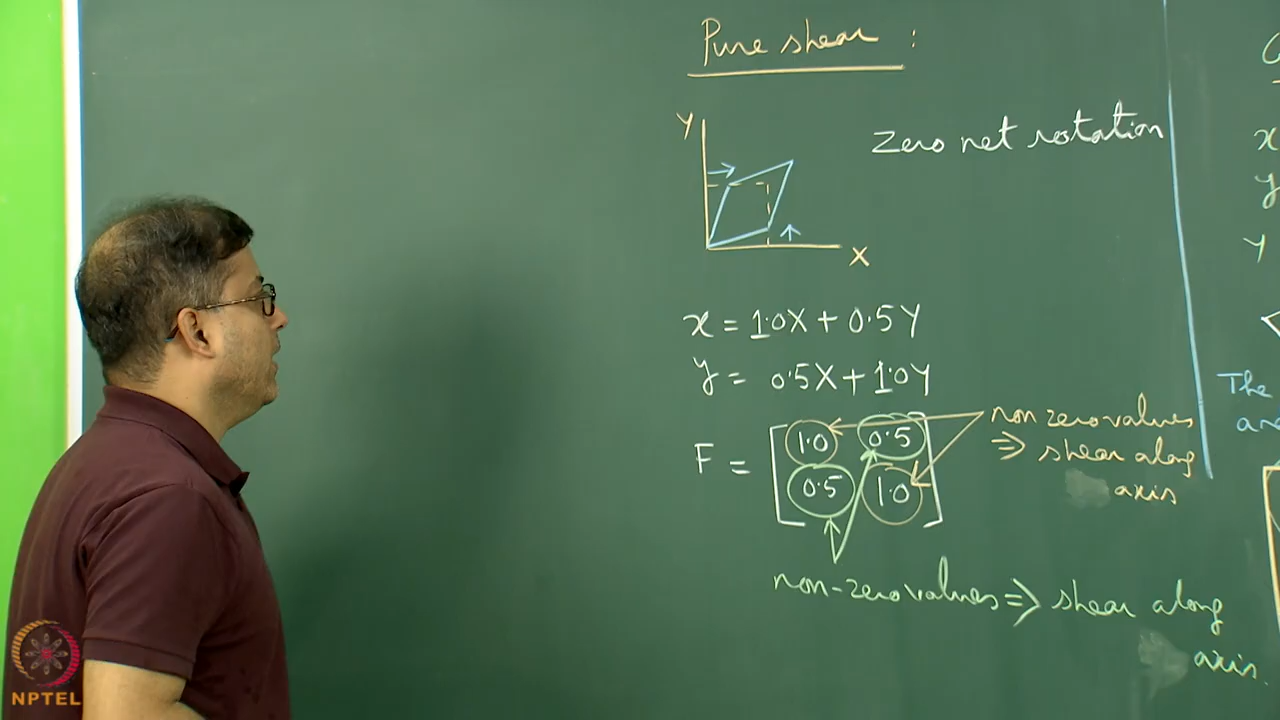 Pure shear :
Y
Zero net rotation
X
x = 1.0X + 0.5Y
y = 0.5X + 1.0Y
F = [ 1.0 0.5
0.5 1.0 ]
non zero values
⇒ shear along
axis
non-zero values ⇒ shear along
axis.
x
y
Y
The
are
NPTEL